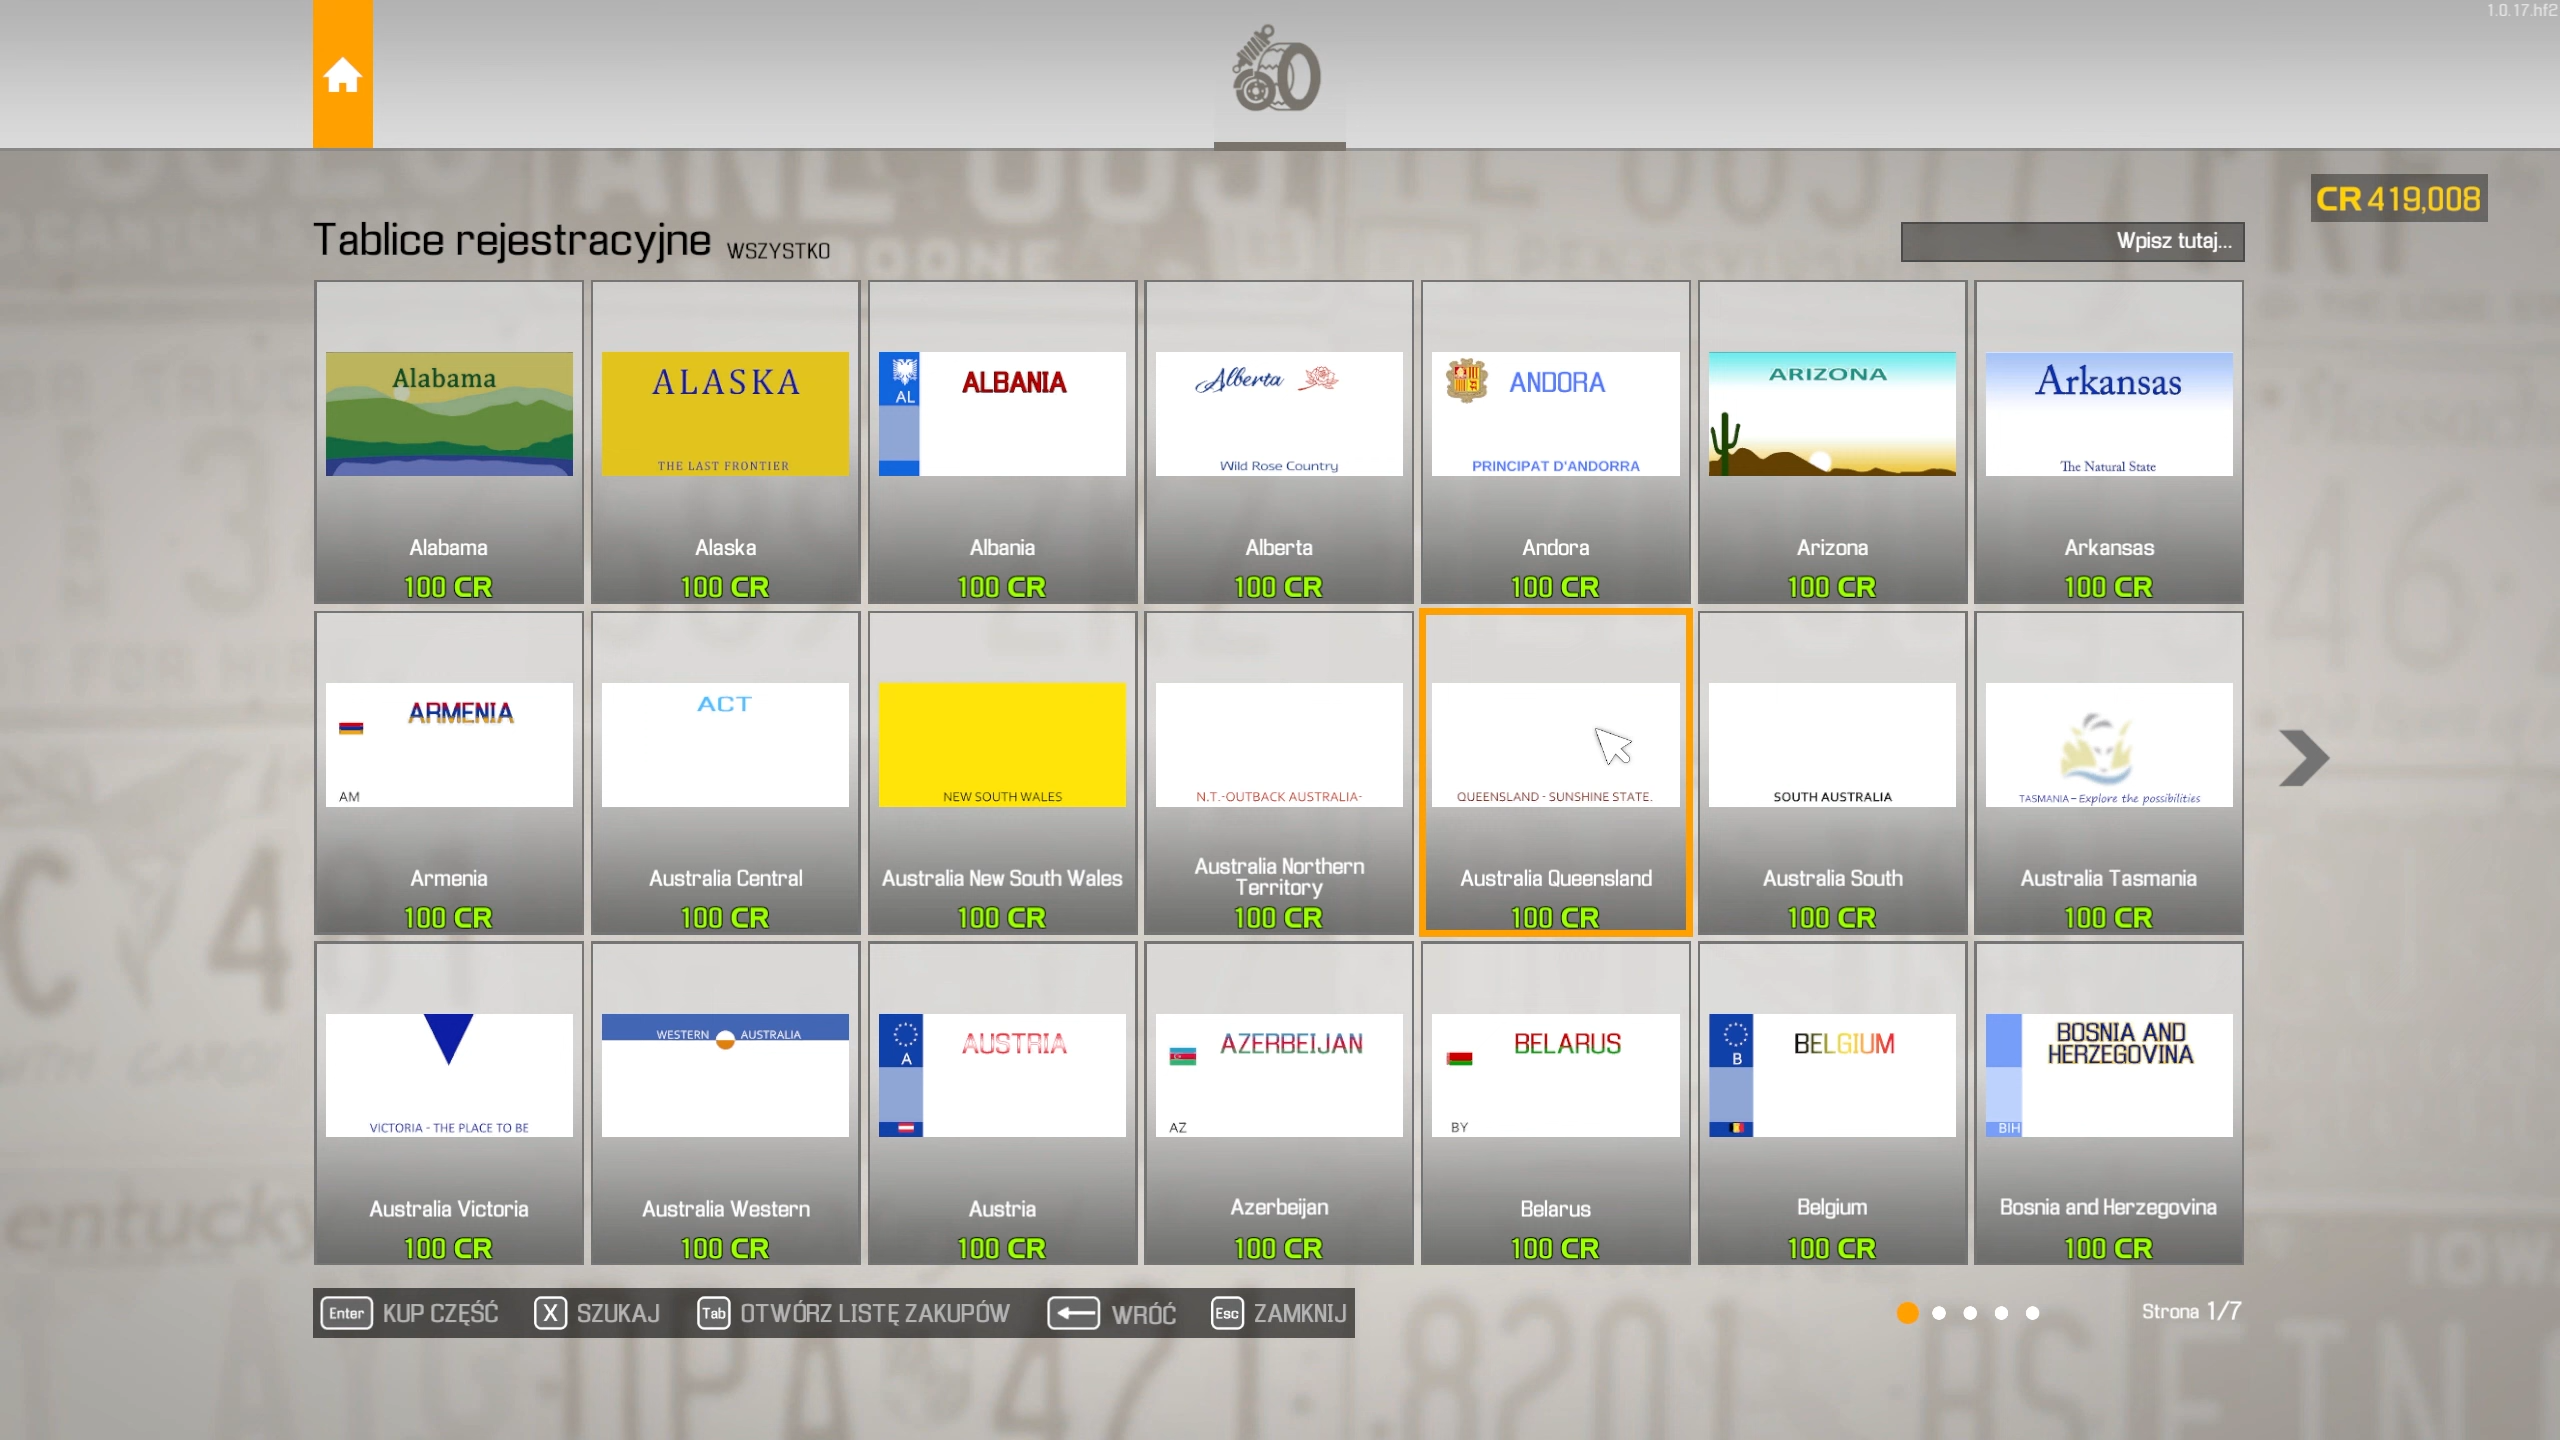 1.0.17.hf2
CR 419,008
Tablice rejestracyjne WSZYSTKO
Wpisz tutaj...
Alabama
Alabama
100 CR
ALASKA
THE LAST FRONTIER
Alaska
100 CR
AL
ALBANIA
Albania
100 CR
Alberta
Wild Rose Country
Alberta
100 CR
ANDORA
PRINCIPAT D'ANDORRA
Andora
100 CR
ARIZONA
Arizona
100 CR
Arkansas
The Natural State
Arkansas
100 CR
ARMENIA
AM
Armenia
100 CR
ACT
Australia Central
100 CR
NEW SOUTH WALES
Australia New South Wales
100 CR
N.T.-OUTBACK AUSTRALIA-
Australia Northern
Territory
100 CR
QUEENSLAND - SUNSHINE STATE.
Australia Queensland
100 CR
SOUTH AUSTRALIA
Australia South
100 CR
TASMANIA – Explore the possibilities
Australia Tasmania
100 CR
VICTORIA - THE PLACE TO BE
Australia Victoria
100 CR
WESTERN AUSTRALIA
Australia Western
100 CR
A
AUSTRIA
Austria
100 CR
AZERBEIJAN
AZ
Azerbeijan
100 CR
BELARUS
BY
Belarus
100 CR
B
BELGIUM
Belgium
100 CR
BOSNIA AND
HERZEGOVINA
BIH
Bosnia and Herzegovina
100 CR
Enter KUP CZĘŚĆ X SZUKAJ Tab OTWÓRZ LISTĘ ZAKUPÓW WRÓĆ Esc ZAMKNIJ
Strona 1/7